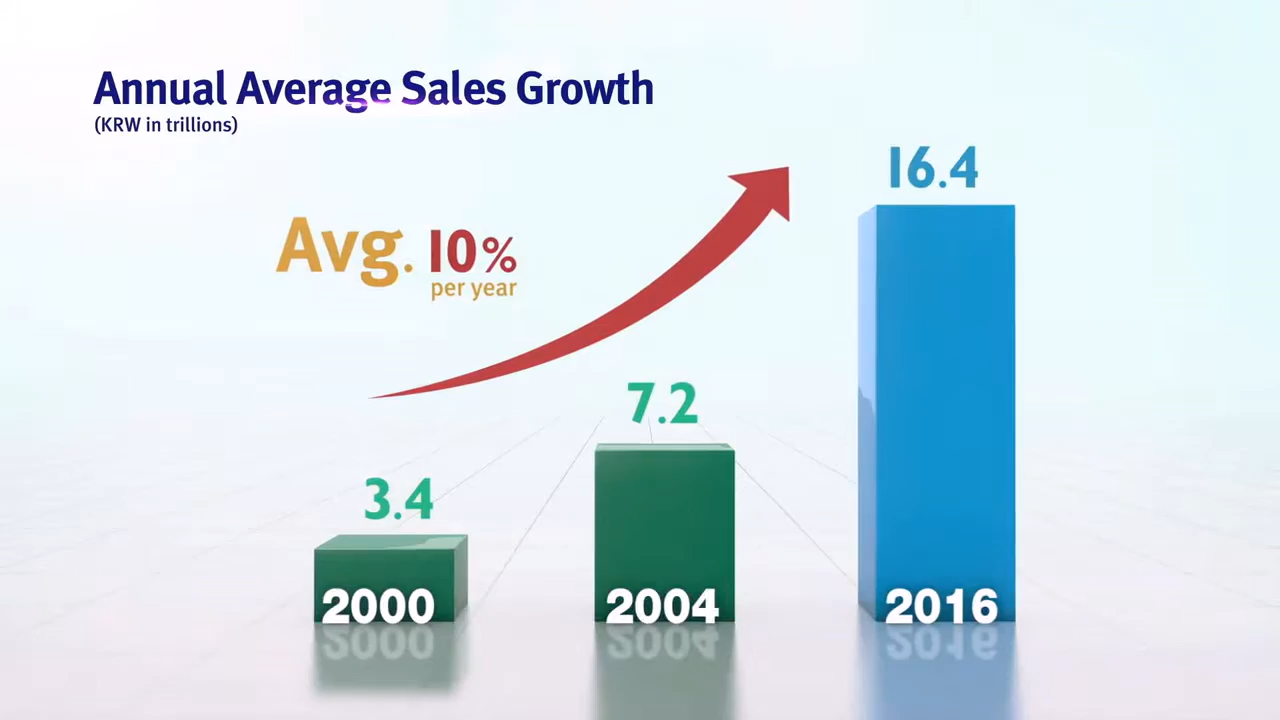 Annual Average Sales Growth
(KRW in trillions)
16.4
Avg. 10%
per year
7.2
3.4
2000
2004
2016